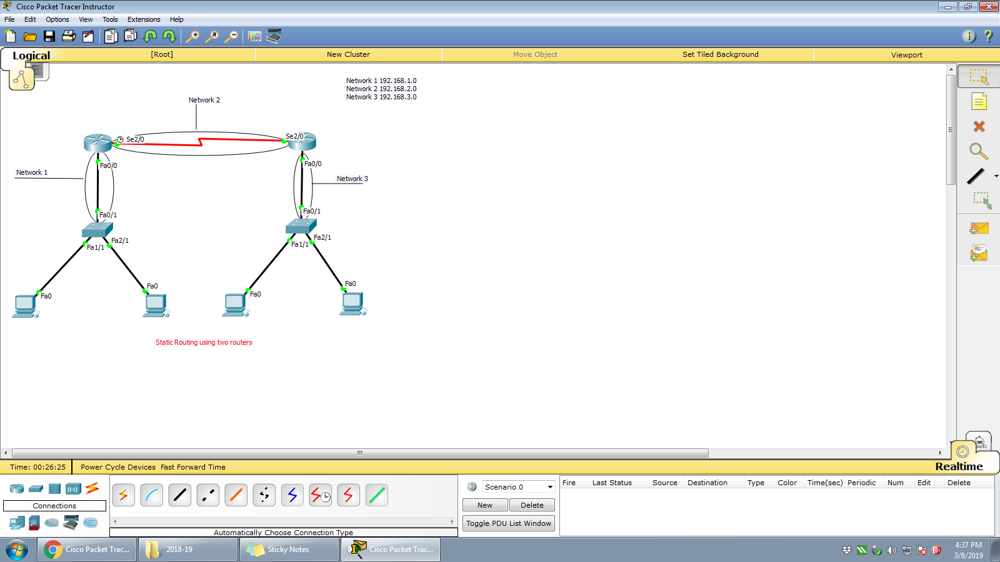 Cisco Packet Tracer Instructor
File Edit Options View Tools Extensions Help
Logical [Root] New Cluster Move Object Set Tiled Background Viewport
Network 1 192.168.1.0
Network 2 192.168.2.0
Network 3 192.168.3.0
Network 2
Se2/0
Se2/0
Fa0/0
Fa0/0
Network 1
Network 3
Fa0/1
Fa0/1
Fa2/1
Fa1/1
Fa2/1
Fa1/1
Fa0
Fa0
Fa0
Fa0
Static Routing using two routers
Realtime
Time: 00:26:25 Power Cycle Devices Fast Forward Time
Connections
Automatically Choose Connection Type
Scenario 0
New Delete
Toggle PDU List Window
Fire Last Status Source Destination Type Color Time(sec) Periodic Num Edit Delete
Cisco Packet Trac... 2018-19 Sticky Notes Cisco Packet Trac...
4:37 PM
3/8/2019